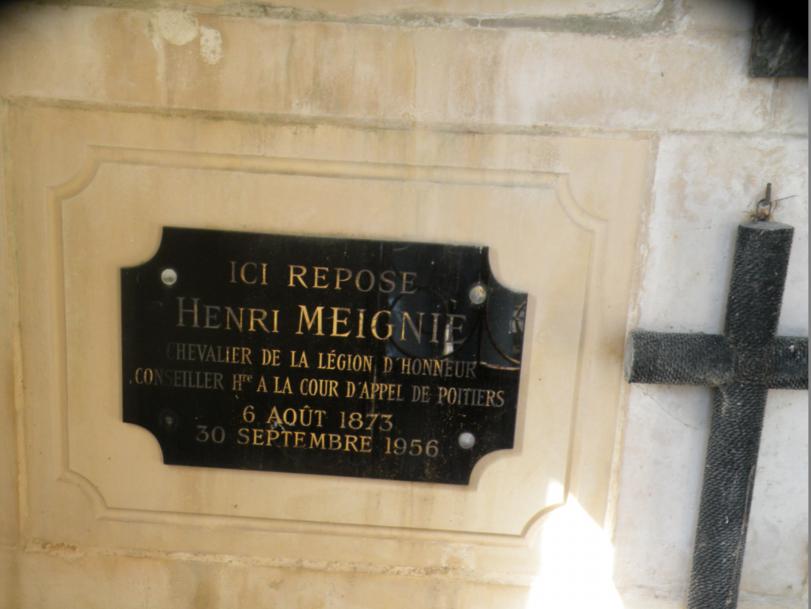 ICI REPOSE
HENRI MEIGNIÉ
CHEVALIER DE LA LÉGION D'HONNEUR
CONSEILLER Hre A LA COUR D'APPEL DE POITIERS
6 AOÛT 1873
30 SEPTEMBRE 1956